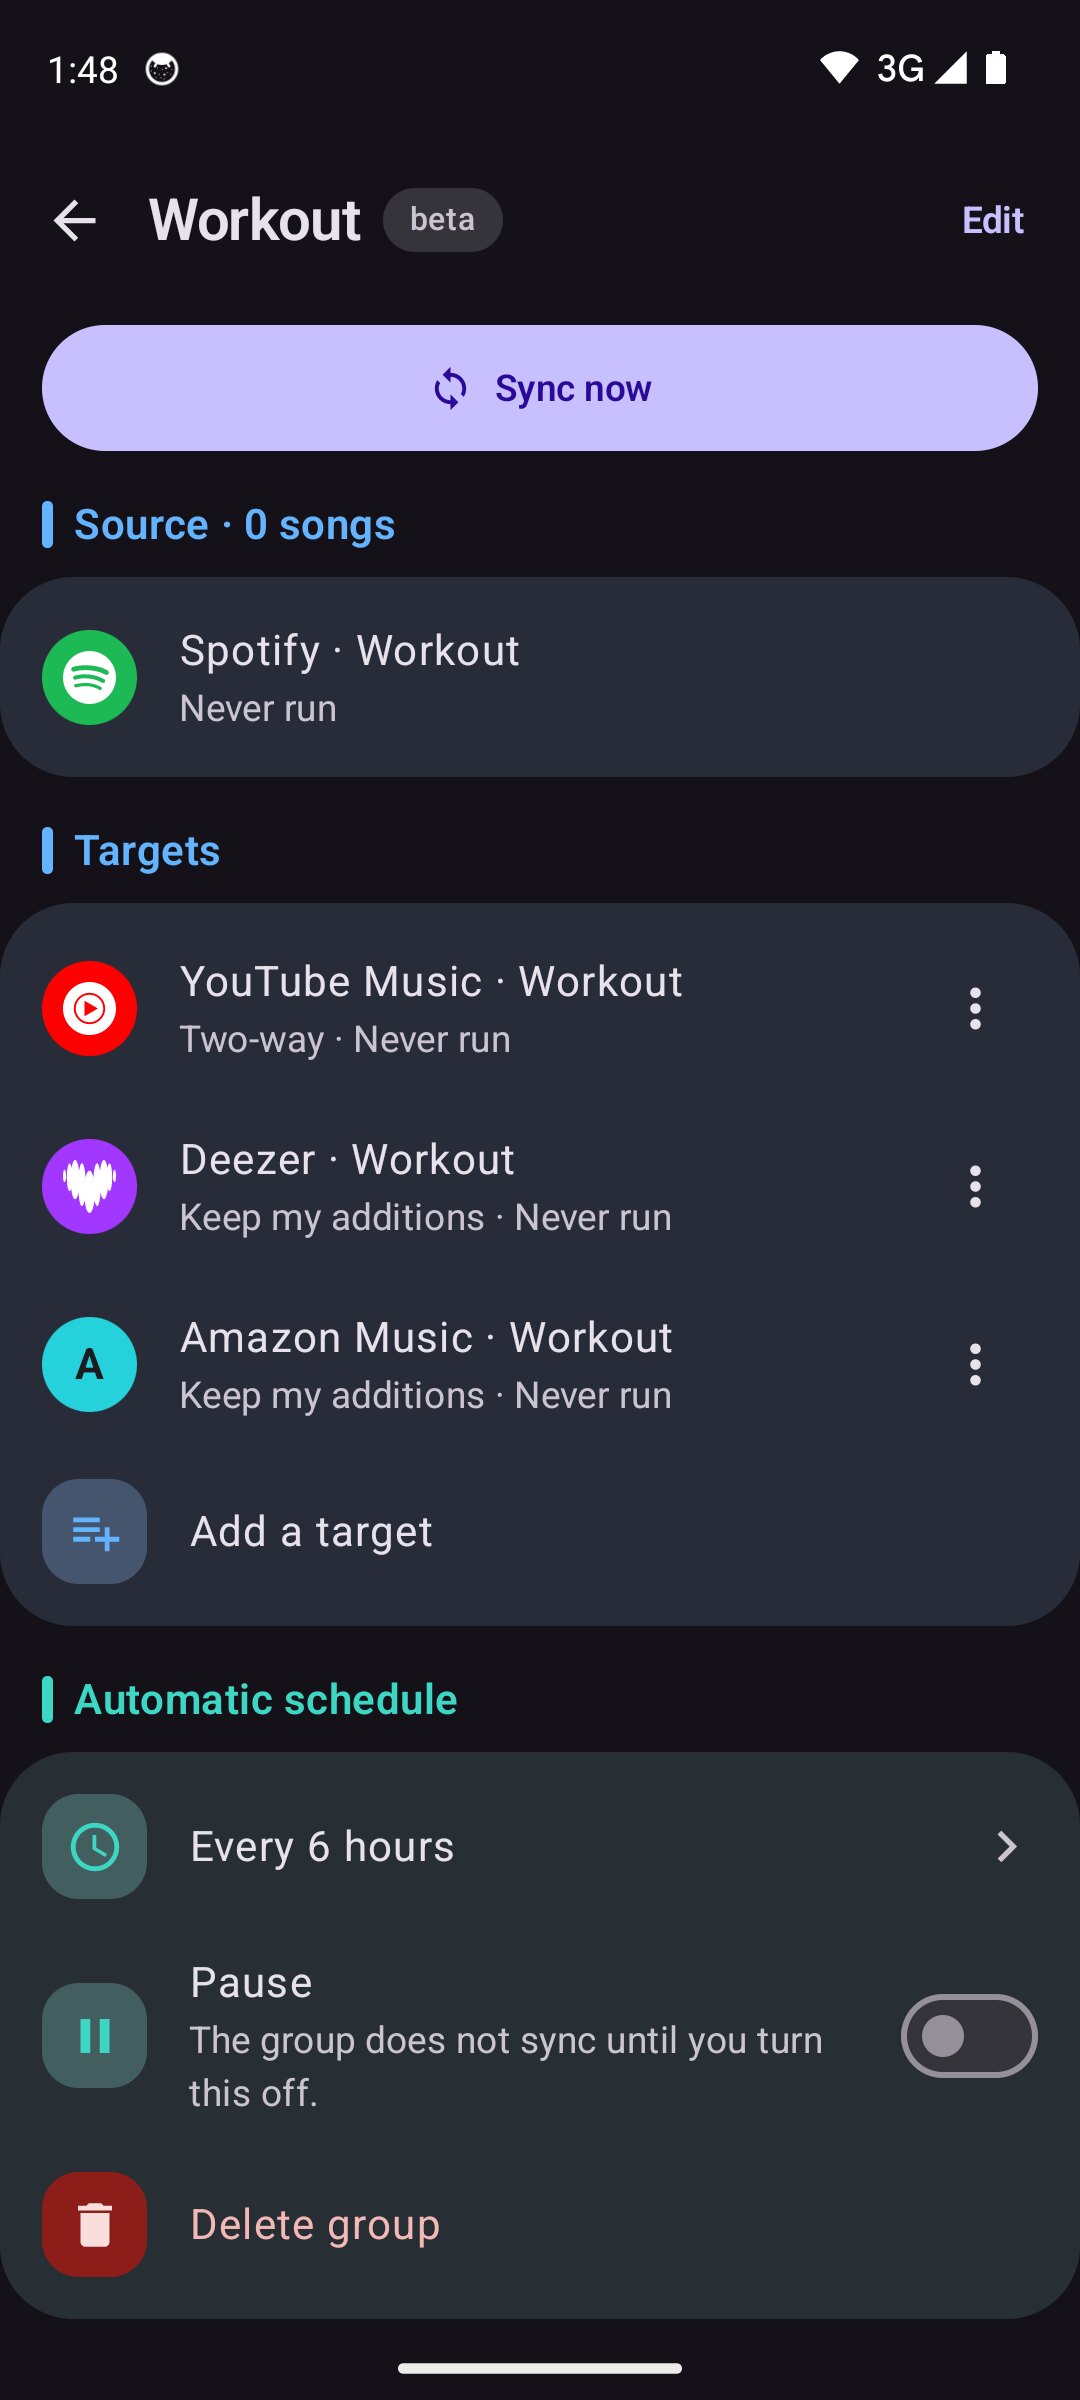 1:48
3G
Workout
beta
Edit
Sync now
Source · 0 songs
Spotify · Workout
Never run
Targets
YouTube Music · Workout
Two-way · Never run
Deezer · Workout
Keep my additions · Never run
A
Amazon Music · Workout
Keep my additions · Never run
Add a target
Automatic schedule
Every 6 hours
Pause
The group does not sync until you turn
this off.
Delete group